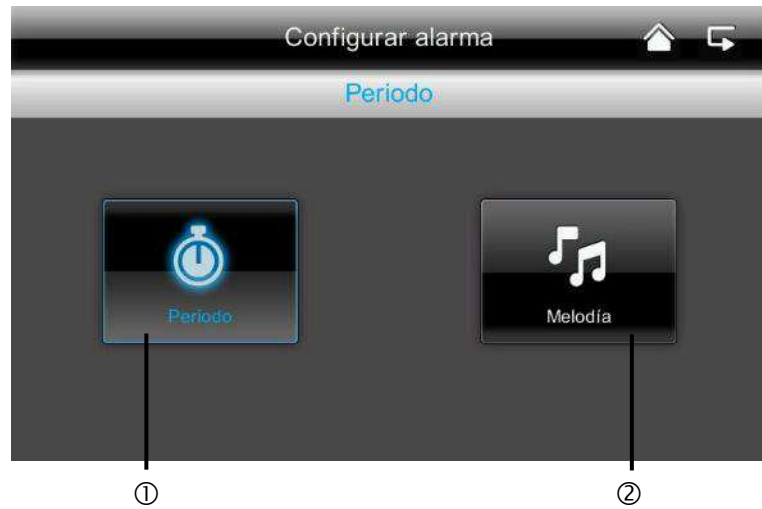 Configurar alarma
Periodo
Periodo
Melodía
① ②